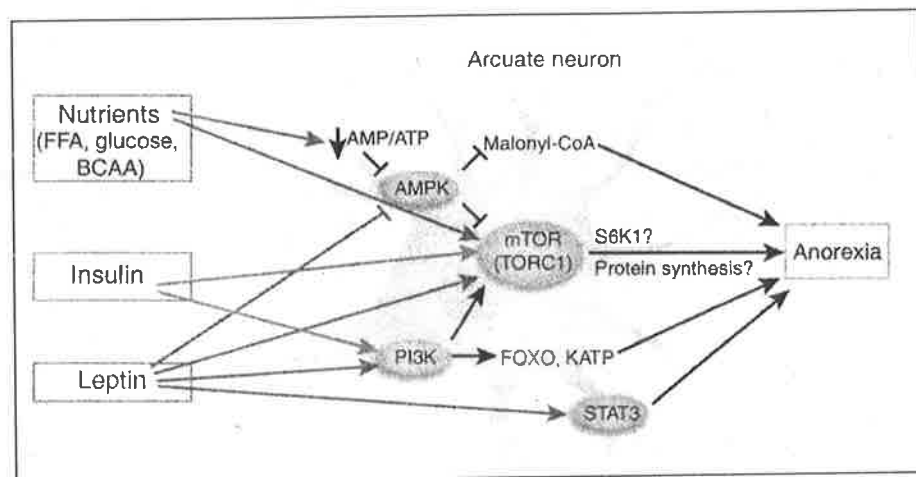 Arcuate neuron
Nutrients
(FFA, glucose,
BCAA)
AMP/ATP
Malonyl-CoA
AMPK
mTOR
(TORC1)
S6K1?
Protein synthesis?
Anorexia
Insulin
PI3K
FOXO, KATP
Leptin
STAT3